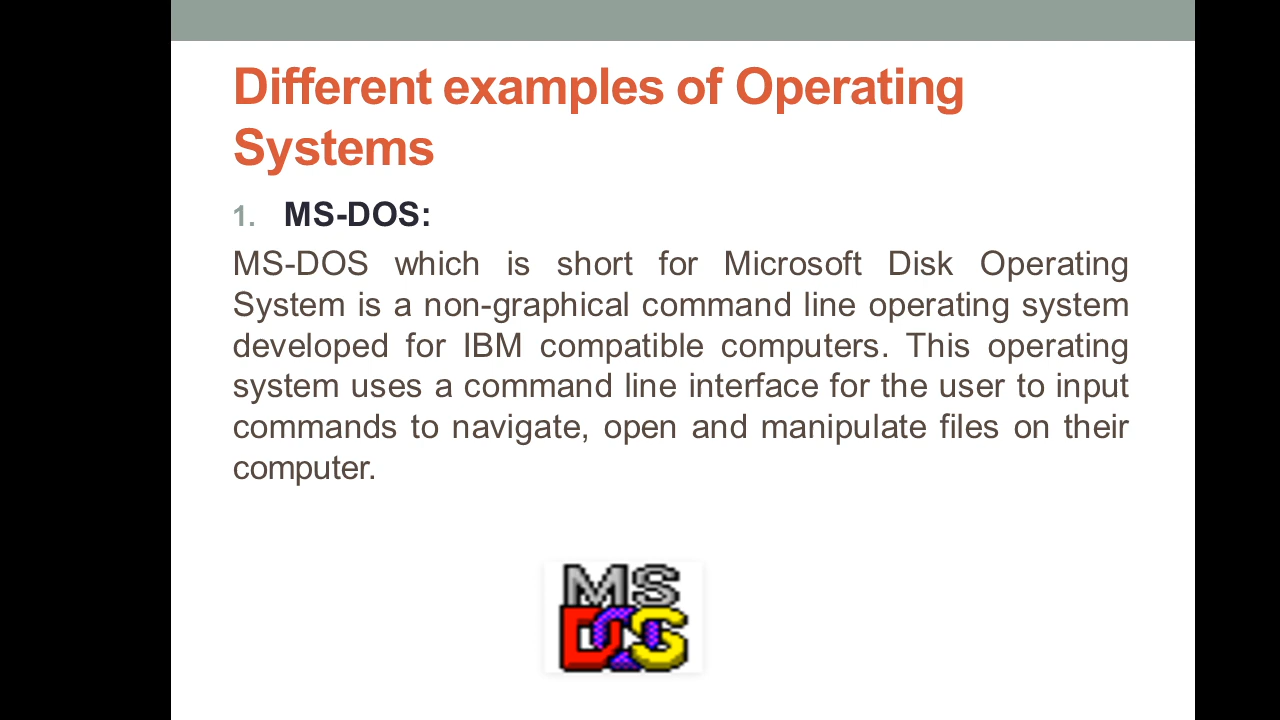 Different examples of Operating
Systems
1. MS-DOS:
MS-DOS which is short for Microsoft Disk Operating
System is a non-graphical command line operating system
developed for IBM compatible computers. This operating
system uses a command line interface for the user to input
commands to navigate, open and manipulate files on their
computer.
MS
DOS